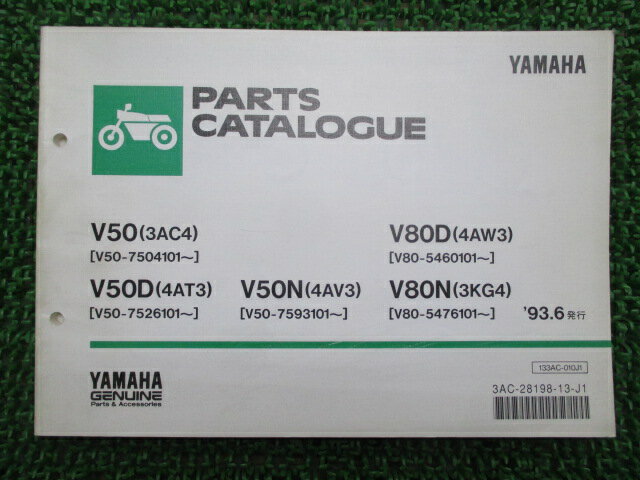 YAMAHA
PARTS
CATALOGUE
V50(3AC4)
[V50-7504101～]
V80D(4AW3)
[V80-5460101～]
V50D(4AT3)
[V50-7526101～]
V50N(4AV3)
[V50-7593101～]
V80N(3KG4)
[V80-5476101～]
'93.6発行
133AC-010J1
YAMAHA
GENUINE
Parts & Accessories
3AC-28198-13-J1